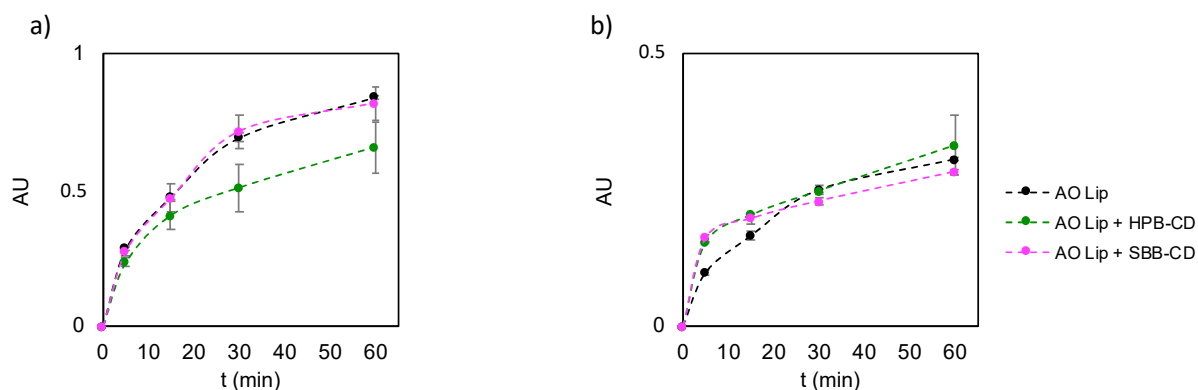 a)
1
0.5
0
AU
0 10 20 30 40 50 60
t (min)
b)
0.5
0
AU
0 10 20 30 40 50 60
t (min)
AO Lip
AO Lip + HPB-CD
AO Lip + SBB-CD